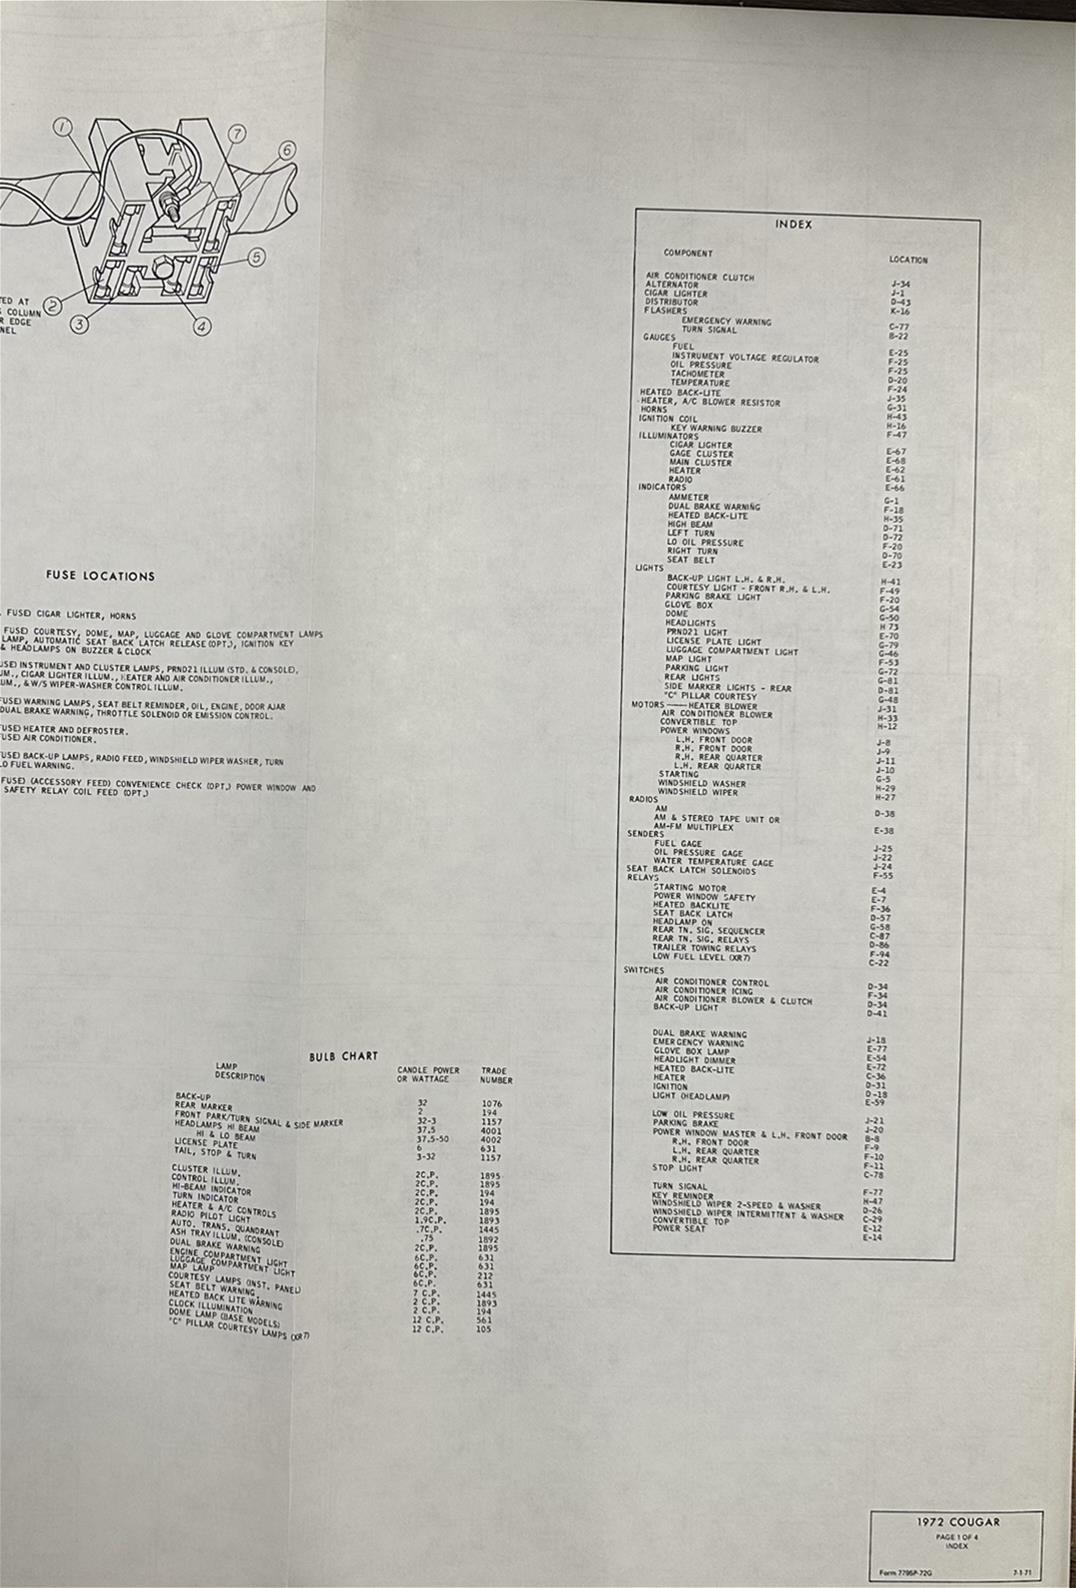 1
7
6
5
2
3
4
TED AT
S COLUMN
R EDGE
NEL
FUSE LOCATIONS
FUSE) CIGAR LIGHTER, HORNS
FUSE) COURTESY, DOME, MAP, LUGGAGE AND GLOVE COMPARTMENT LAMPS
LAMP, AUTOMATIC SEAT BACK LATCH RELEASE (OPT.), IGNITION KEY
& HEADLAMPS ON BUZZER & CLOCK
USE) INSTRUMENT AND CLUSTER LAMPS, PRND21 ILLUM (STD. & CONSOLE),
UM., CIGAR LIGHTER ILLUM., HEATER AND AIR CONDITIONER ILLUM.,
UM., & W/S WIPER-WASHER CONTROL ILLUM.
FUSE) WARNING LAMPS, SEAT BELT REMINDER, OIL, ENGINE, DOOR AJAR
DUAL BRAKE WARNING, THROTTLE SOLENOID OR EMISSION CONTROL.
USE) HEATER AND DEFROSTER.
USE) AIR CONDITIONER.
USE) BACK-UP LAMPS, RADIO FEED, WINDSHIELD WIPER WASHER, TURN
O FUEL WARNING.
FUSE) (ACCESSORY FEED) CONVENIENCE CHECK (OPT.) POWER WINDOW AND
SAFETY RELAY COIL FEED (OPT.)
BULB CHART
LAMP DESCRIPTION CANDLE POWER OR WATTAGE TRADE NUMBER
BACK-UP 32 1076
REAR MARKER 2 194
FRONT PARK/TURN SIGNAL & SIDE MARKER 32-3 1157
HEADLAMPS HI BEAM 37.5 4001
HI & LO BEAM 37.5-50 4002
LICENSE PLATE 6 631
TAIL, STOP & TURN 3-32 1157
CLUSTER ILLUM. 2C.P. 1895
CONTROL ILLUM. 2C.P. 1895
HI-BEAM INDICATOR 2C.P. 194
TURN INDICATOR 2C.P. 194
HEATER & A/C CONTROLS 2C.P. 1895
RADIO PILOT LIGHT 1.9C.P. 1893
AUTO. TRANS. QUADRANT .7C.P. 1445
ASH TRAY ILLUM. (CONSOLE) .75 1892
DUAL BRAKE WARNING 2C.P. 1895
ENGINE COMPARTMENT LIGHT 6C.P. 631
LUGGAGE COMPARTMENT LIGHT 6C.P. 631
MAP LAMP 6C.P. 212
COURTESY LAMPS (INST. PANEL) 6C.P. 631
SEAT BELT WARNING 7 C.P. 1445
HEATED BACK LITE WARNING 2 C.P. 1893
CLOCK ILLUMINATION 2 C.P. 194
DOME LAMP (BASE MODELS) 12 C.P. 561
"C" PILLAR COURTESY LAMPS (XR7) 12 C.P. 105
INDEX
COMPONENT LOCATION
AIR CONDITIONER CLUTCH J-34
ALTERNATOR J-1
CIGAR LIGHTER D-43
DISTRIBUTOR K-16
FLASHERS
EMERGENCY WARNING C-77
TURN SIGNAL B-22
GAUGES
FUEL E-25
INSTRUMENT VOLTAGE REGULATOR F-25
OIL PRESSURE F-25
TACHOMETER D-20
TEMPERATURE F-24
HEATED BACK-LITE J-35
HEATER, A/C BLOWER RESISTOR G-31
HORNS H-43
IGNITION COIL H-16
KEY WARNING BUZZER F-47
ILLUMINATORS
CIGAR LIGHTER E-67
GAGE CLUSTER E-68
MAIN CLUSTER E-62
HEATER E-61
RADIO E-66
INDICATORS
AMMETER G-1
DUAL BRAKE WARNING F-18
HEATED BACK-LITE H-35
HIGH BEAM D-71
LEFT TURN D-72
LO OIL PRESSURE F-20
RIGHT TURN D-70
SEAT BELT E-23
LIGHTS
BACK-UP LIGHT L.H. & R.H. H-41
COURTESY LIGHT - FRONT R.H. & L.H. F-49
PARKING BRAKE LIGHT F-20
GLOVE BOX G-54
DOME G-50
HEADLIGHTS H 73
PRND21 LIGHT E-70
LICENSE PLATE LIGHT G-79
LUGGAGE COMPARTMENT LIGHT G-46
MAP LIGHT F-53
PARKING LIGHT G-72
REAR LIGHTS G-81
SIDE MARKER LIGHTS - REAR D-81
"C" PILLAR COURTESY G-48
MOTORS — HEATER BLOWER J-31
AIR CONDITIONER BLOWER H-33
CONVERTIBLE TOP H-12
POWER WINDOWS
L.H. FRONT DOOR J-8
R.H. FRONT DOOR J-9
R.H. REAR QUARTER J-11
L.H. REAR QUARTER J-10
STARTING G-5
WINDSHIELD WASHER H-29
WINDSHIELD WIPER H-27
RADIOS
AM D-38
AM & STEREO TAPE UNIT OR
AM-FM MULTIPLEX E-38
SENDERS
FUEL GAGE J-25
OIL PRESSURE GAGE J-22
WATER TEMPERATURE GAGE J-24
SEAT BACK LATCH SOLENOIDS F-55
RELAYS
STARTING MOTOR E-4
POWER WINDOW SAFETY E-7
HEATED BACKLITE F-36
SEAT BACK LATCH D-57
HEADLAMP ON G-58
REAR TN. SIG. SEQUENCER C-87
REAR TN. SIG. RELAYS D-86
TRAILER TOWING RELAYS F-94
LOW FUEL LEVEL (XR7) C-22
SWITCHES
AIR CONDITIONER CONTROL D-34
AIR CONDITIONER ICING F-34
AIR CONDITIONER BLOWER & CLUTCH D-34
BACK-UP LIGHT D-41
DUAL BRAKE WARNING J-18
EMERGENCY WARNING E-77
GLOVE BOX LAMP E-54
HEADLIGHT DIMMER E-72
HEATED BACK-LITE C-36
HEATER D-31
IGNITION D-18
LIGHT (HEADLAMP) E-59
LOW OIL PRESSURE J-21
PARKING BRAKE J-20
POWER WINDOW MASTER & L.H. FRONT DOOR B-8
R.H. FRONT DOOR F-9
L.H. REAR QUARTER F-10
R.H. REAR QUARTER F-11
STOP LIGHT C-78
TURN SIGNAL F-77
KEY REMINDER H-47
WINDSHIELD WIPER 2-SPEED & WASHER D-26
WINDSHIELD WIPER INTERMITTENT & WASHER C-29
CONVERTIBLE TOP E-12
POWER SEAT E-14
1972 COUGAR
PAGE 1 OF 4
INDEX
Form 7795P-72G 7-1-71